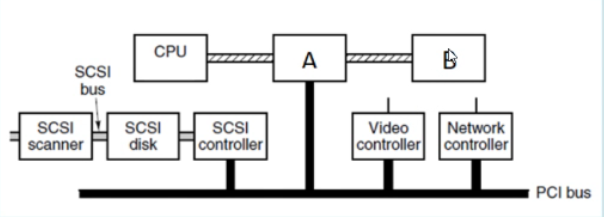 CPU
A
B
SCSI
bus
SCSI
scanner
SCSI
disk
SCSI
controller
Video
controller
Network
controller
PCI bus